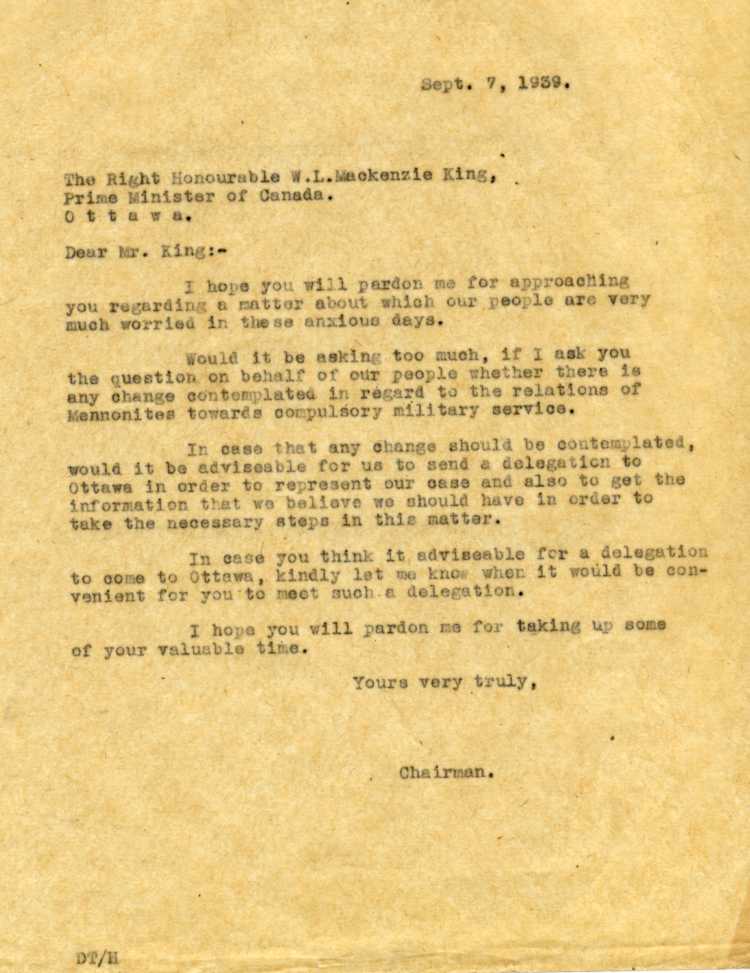 Sept. 7, 1939.
The Right Honourable W.L.Mackenzie King,
Prime Minister of Canada.
O t t a w a.
Dear Mr. King:-
I hope you will pardon me for approaching
you regarding a matter about which our people are very
much worried in these anxious days.
Would it be asking too much, if I ask you
the question on behalf of our people whether there is
any change contemplated in regard to the relations of
Mennonites towards compulsory military service.
In case that any change should be contemplated,
would it be adviseable for us to send a delegation to
Ottawa in order to represent our case and also to get the
information that we believe we should have in order to
take the necessary steps in this matter.
In case you think it adviseable for a delegation
to come to Ottawa, kindly let me know when it would be con-
venient for you to meet such a delegation.
I hope you will pardon me for taking up some
of your valuable time.
Yours very truly,
Chairman.
DT/H